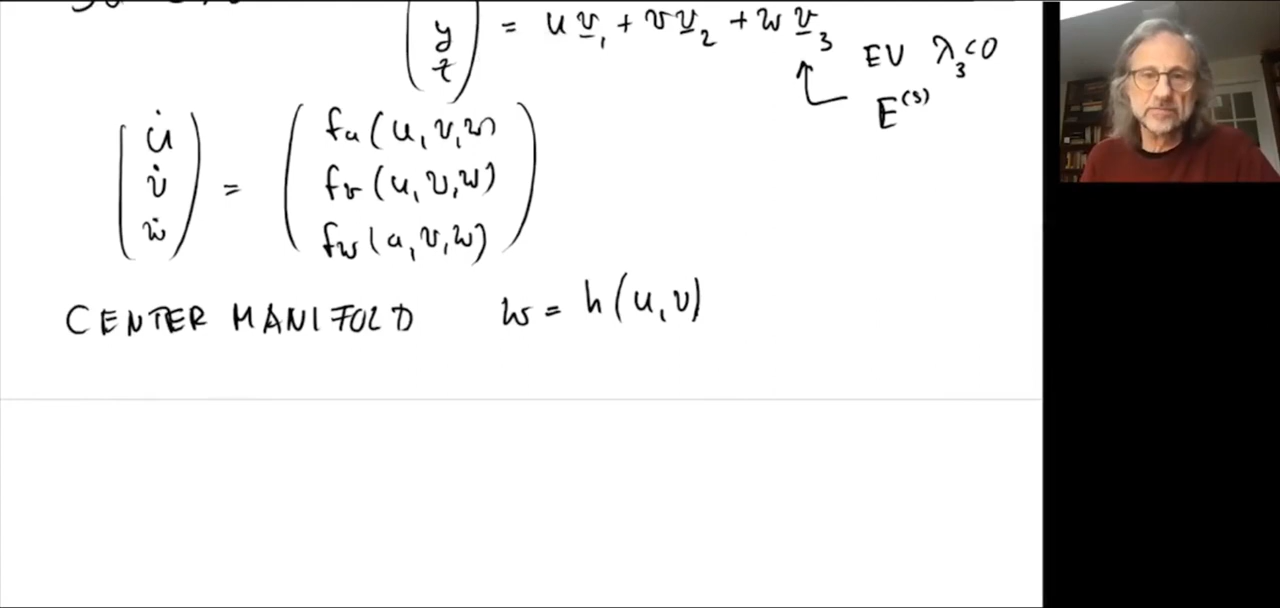 y = u v₁ + v v₂ + w v₃
z
EV λ₃<0
E⁽ˢ⁾
u̇ fu (u, v, w)
v̇ = fv (u, v, w)
ẇ fw (u, v, w)
CENTER MANIFOLD w = h(u, v)